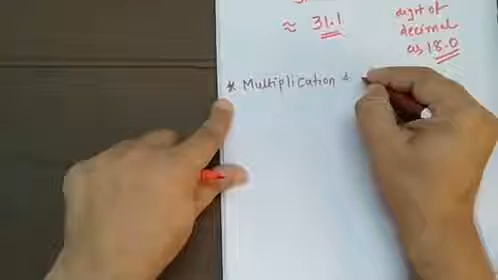 ≈ 31.1
digit of
decimal
as 18.0
* Multiplication &